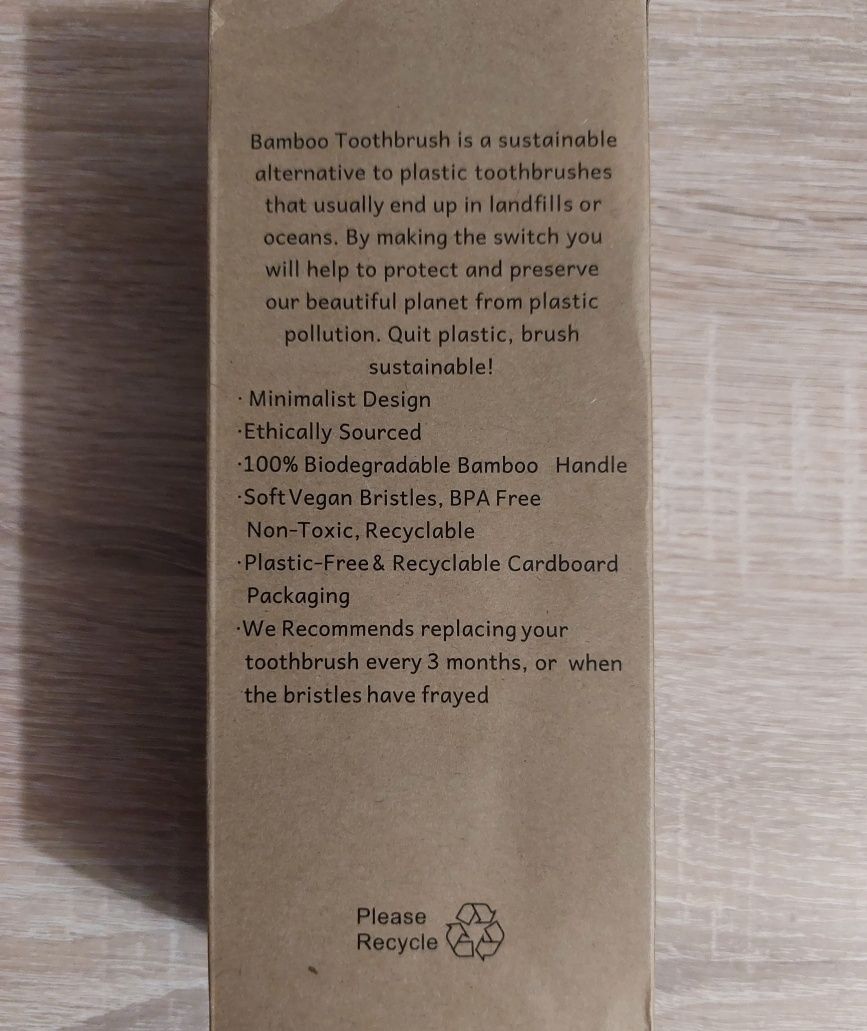 Bamboo Toothbrush is a sustainable
alternative to plastic toothbrushes
that usually end up in landfills or
oceans. By making the switch you
will help to protect and preserve
our beautiful planet from plastic
pollution. Quit plastic, brush
sustainable!
· Minimalist Design
·Ethically Sourced
·100% Biodegradable Bamboo Handle
·Soft Vegan Bristles, BPA Free
Non-Toxic, Recyclable
·Plastic-Free & Recyclable Cardboard
Packaging
·We Recommends replacing your
toothbrush every 3 months, or when
the bristles have frayed
Please
Recycle